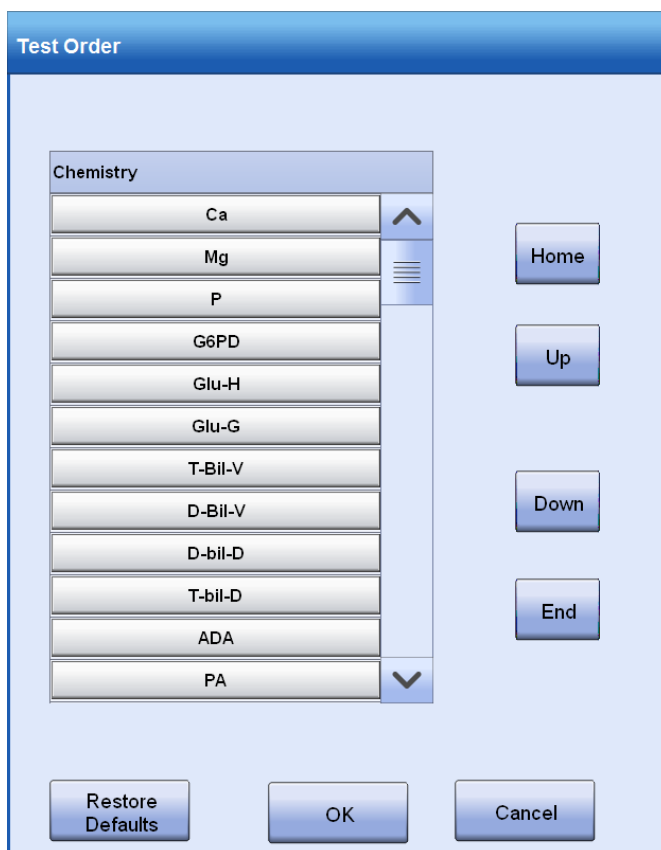 Test Order
Chemistry
Ca
Mg
P
G6PD
Glu-H
Glu-G
T-Bil-V
D-Bil-V
D-bil-D
T-bil-D
ADA
PA
Home
Up
Down
End
Restore
Defaults
OK
Cancel